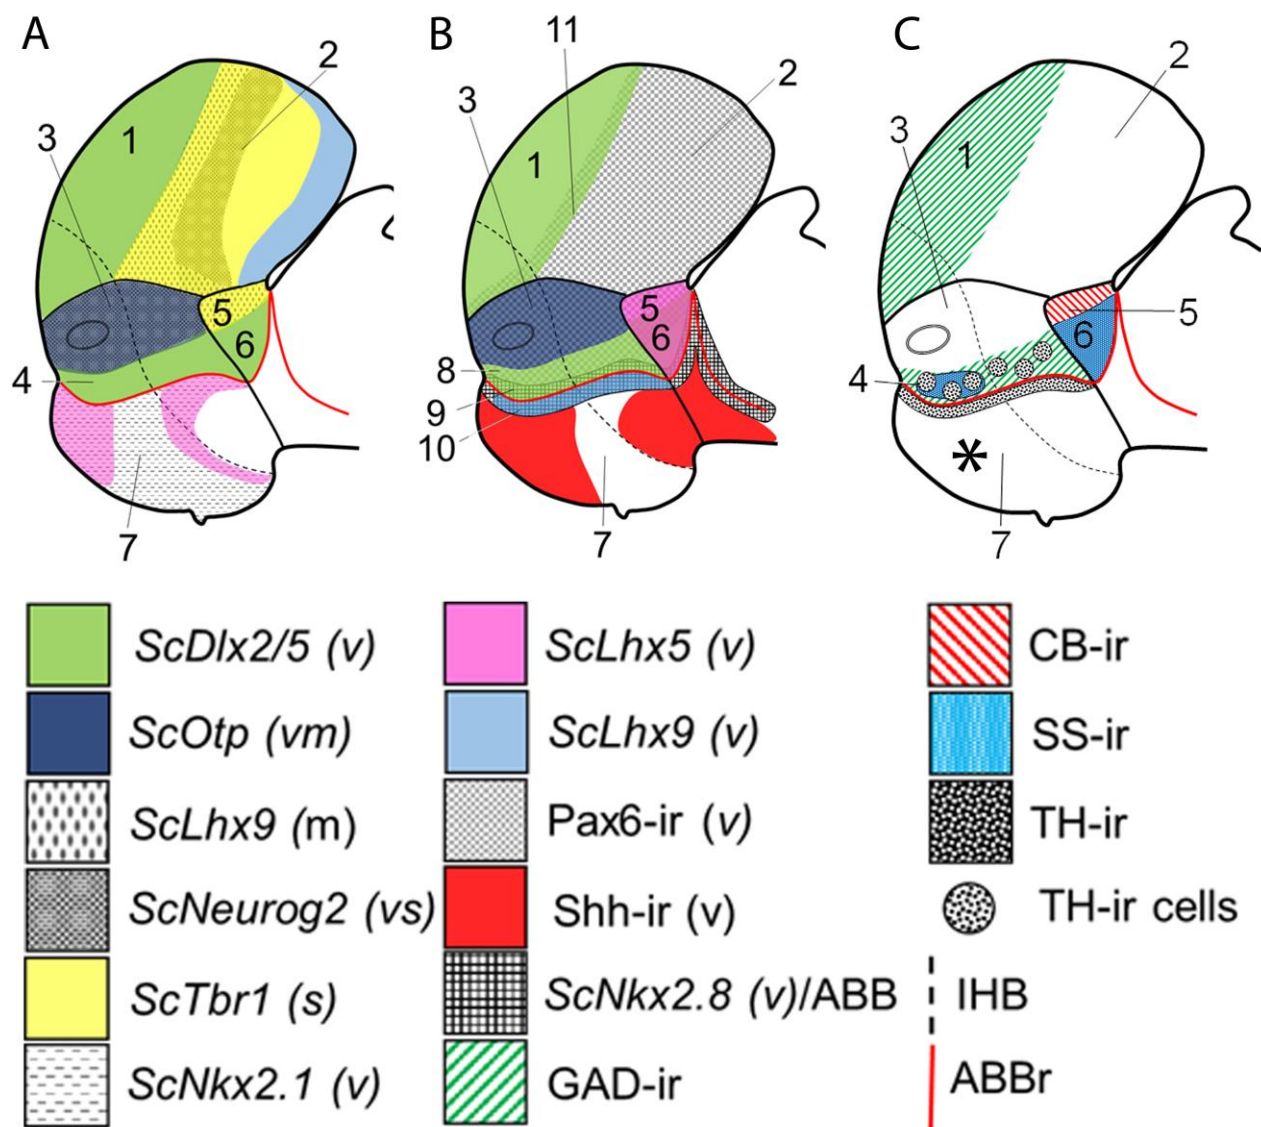 A
B
C
11
2
2
2
3
3
3
1
1
1
5
6
5
6
5
6
4
8
4
9
10
7
7
7
*
ScDlx2/5 (v)
ScOtp (vm)
ScLhx9 (m)
ScNeurog2 (vs)
ScTbr1 (s)
ScNkx2.1 (v)
ScLhx5 (v)
ScLhx9 (v)
Pax6-ir (v)
Shh-ir (v)
ScNkx2.8 (v)/ABB
GAD-ir
CB-ir
SS-ir
TH-ir
TH-ir cells
IHB
ABBr